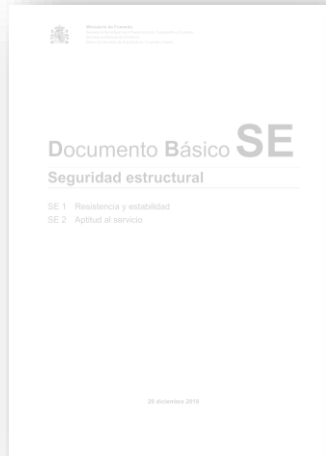 Ministerio de Fomento
Documento Básico SE
Seguridad estructural
SE 1 Resistencia y estabilidad
SE 2 Aptitud al servicio
20 diciembre 2019